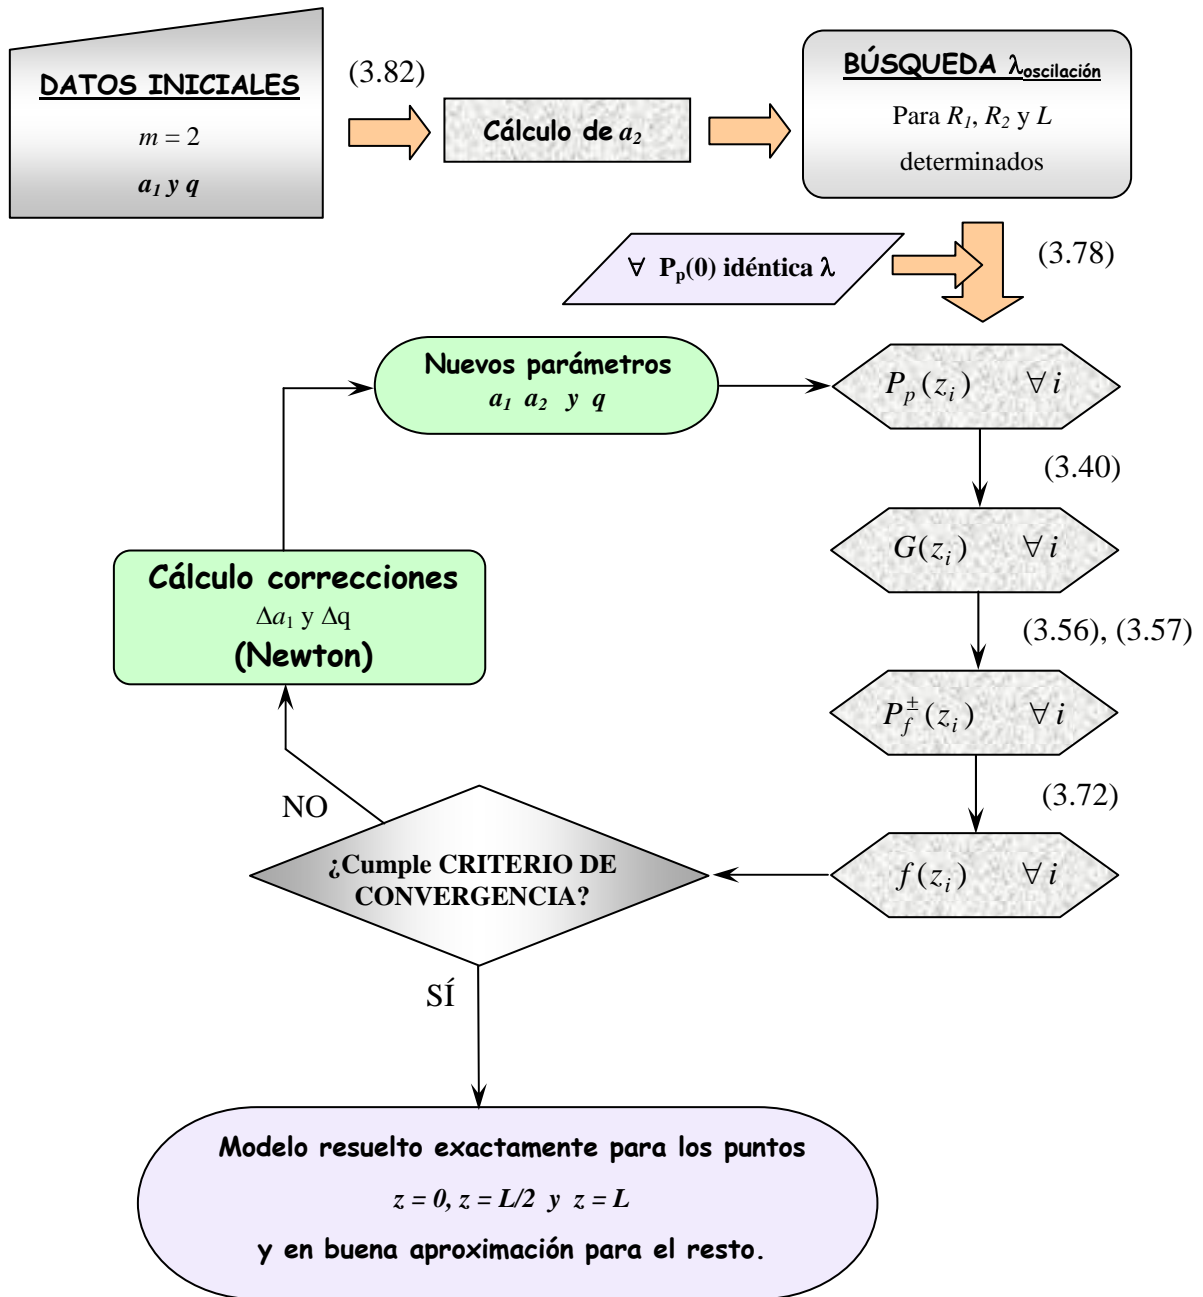 DATOS INICIALES
m = 2
a₁ y q
(3.82)
Cálculo de a₂
BÚSQUEDA λoscilación
Para R₁, R₂ y L
determinados
∀ Pₚ(0) idéntica λ
(3.78)
Nuevos parámetros
a₁ a₂ y q
Pₚ(zᵢ) ∀ i
(3.40)
G(zᵢ) ∀ i
(3.56), (3.57)
P_f^±(zᵢ) ∀ i
(3.72)
f(zᵢ) ∀ i
Cálculo correcciones
Δa₁ y Δq
(Newton)
NO
¿Cumple CRITERIO DE
CONVERGENCIA?
SÍ
Modelo resuelto exactamente para los puntos
z = 0, z = L/2 y z = L
y en buena aproximación para el resto.